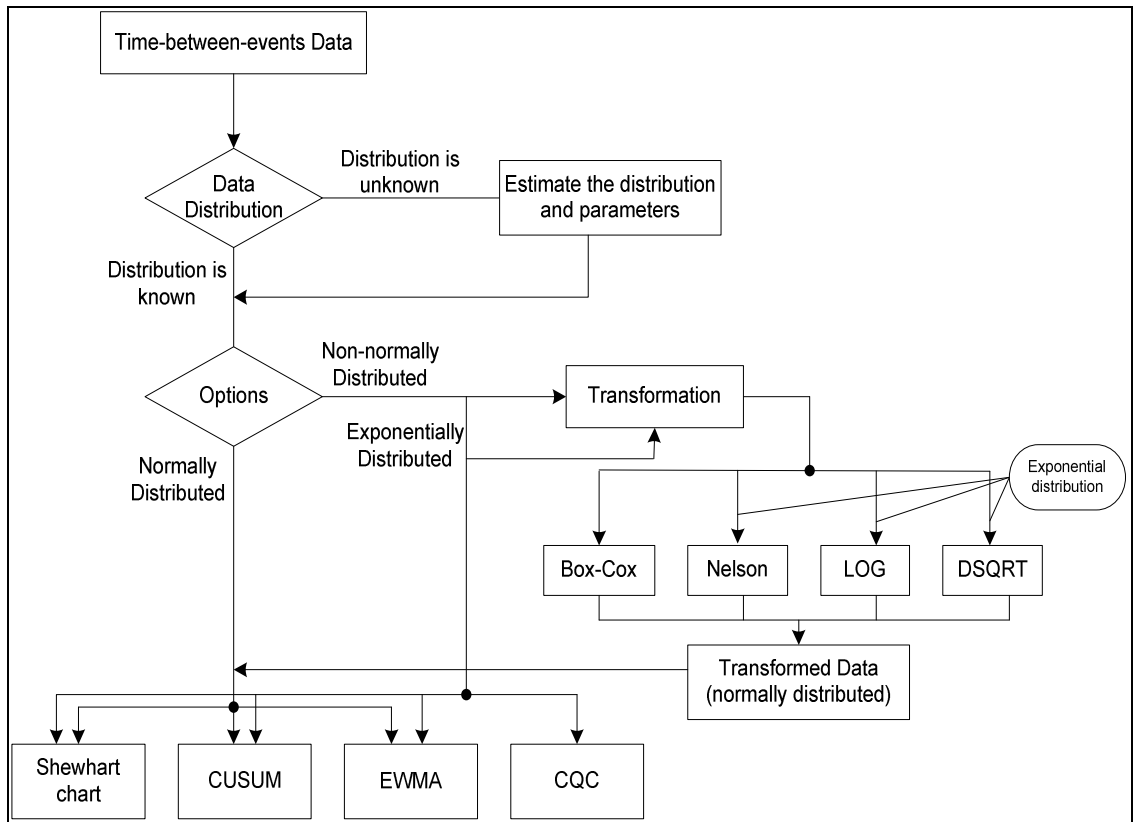 Time-between-events Data
Data
Distribution
Distribution is
unknown
Estimate the distribution
and parameters
Distribution is
known
Options
Non-normally
Distributed
Transformation
Exponentially
Distributed
Normally
Distributed
Exponential
distribution
Box-Cox
Nelson
LOG
DSQRT
Transformed Data
(normally distributed)
Shewhart
chart
CUSUM
EWMA
CQC